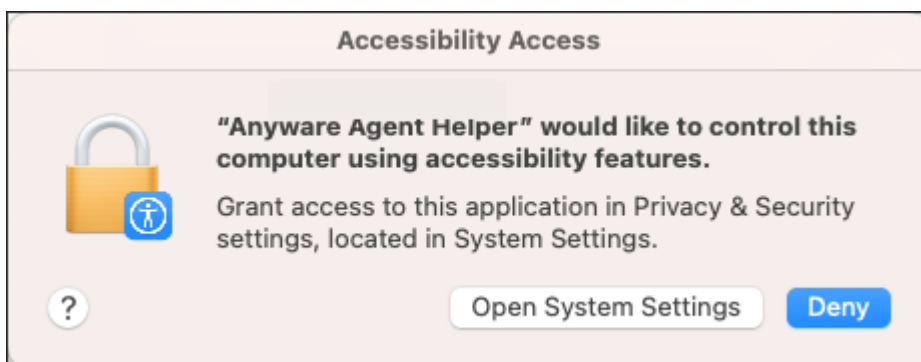 Accessibility Access
“Anyware Agent Helper” would like to control this
computer using accessibility features.
Grant access to this application in Privacy & Security
settings, located in System Settings.
?
Open System Settings
Deny